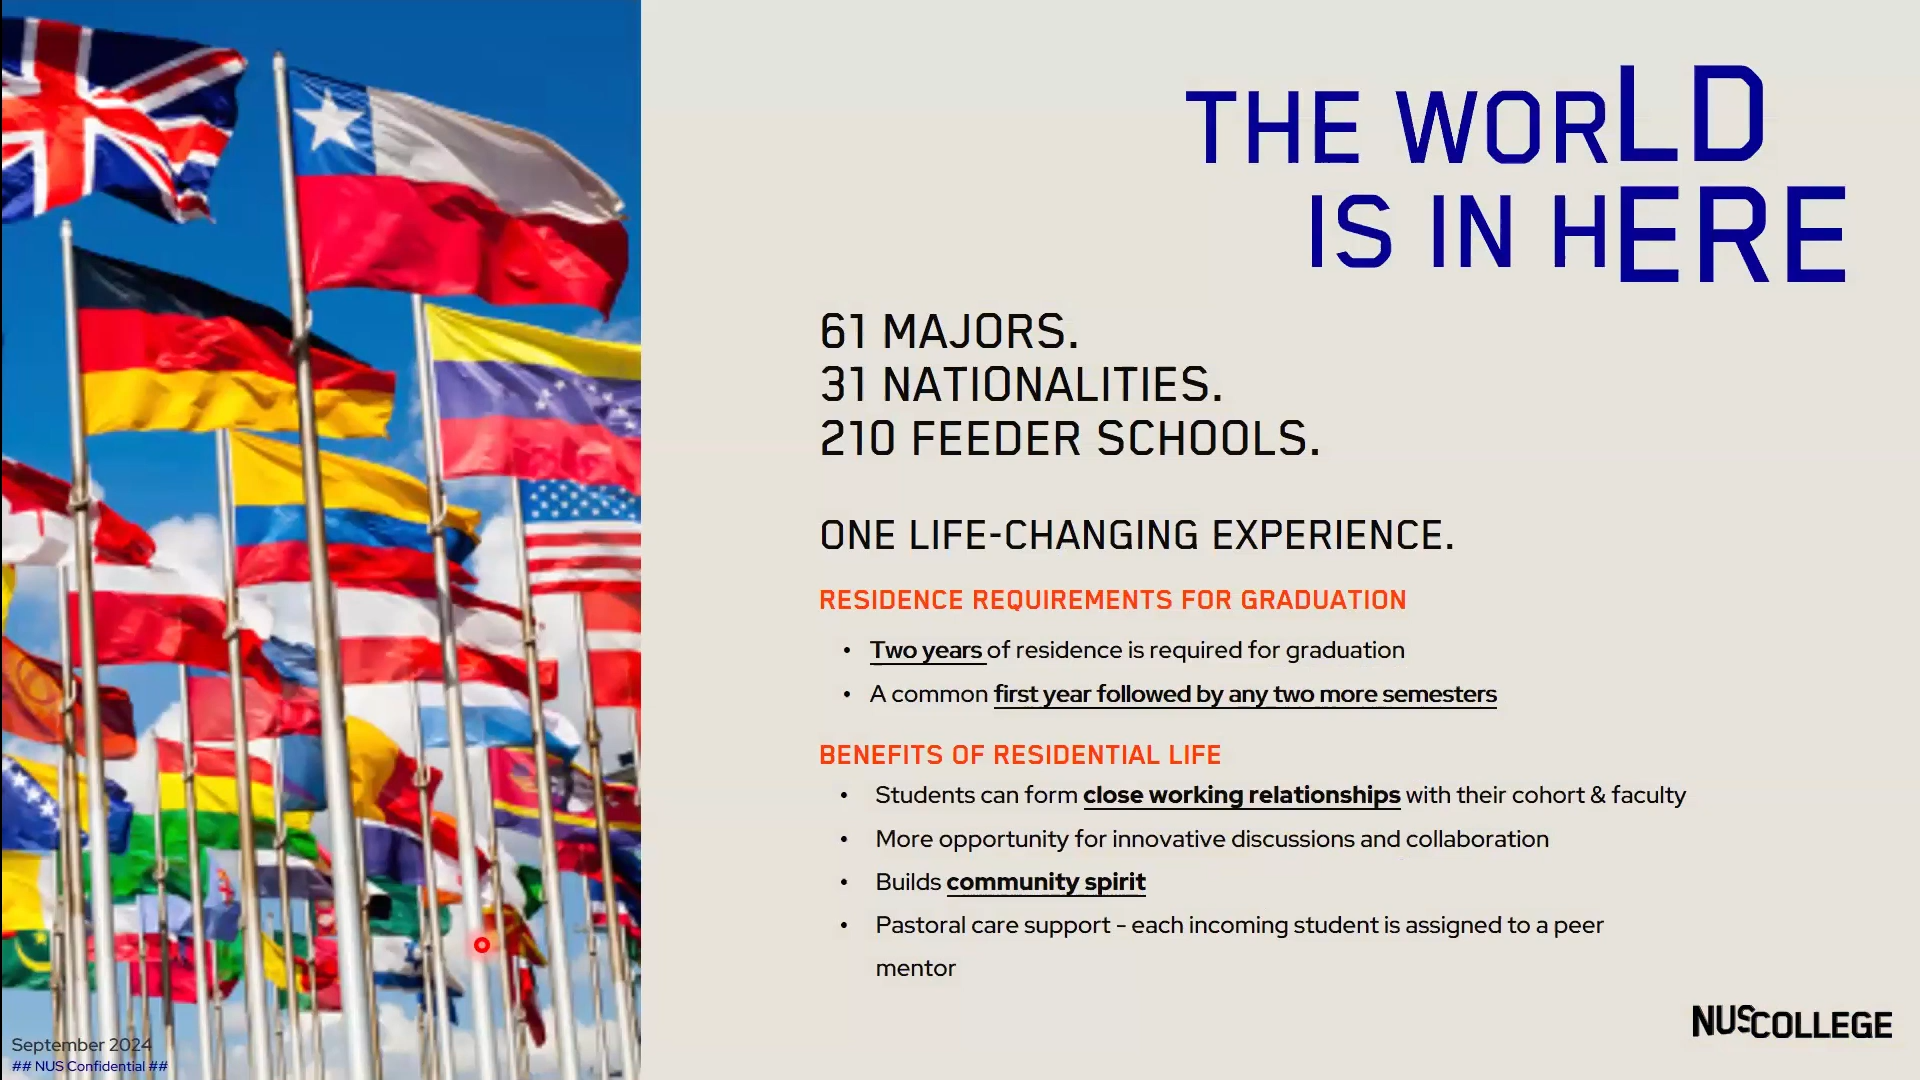 THE WORLD
IS IN HERE
61 MAJORS.
31 NATIONALITIES.
210 FEEDER SCHOOLS.
ONE LIFE-CHANGING EXPERIENCE.
RESIDENCE REQUIREMENTS FOR GRADUATION
• Two years of residence is required for graduation
• A common first year followed by any two more semesters
BENEFITS OF RESIDENTIAL LIFE
• Students can form close working relationships with their cohort & faculty
• More opportunity for innovative discussions and collaboration
• Builds community spirit
• Pastoral care support - each incoming student is assigned to a peer
mentor
NUSCOLLEGE
September 2024
## NUS Confidential ##